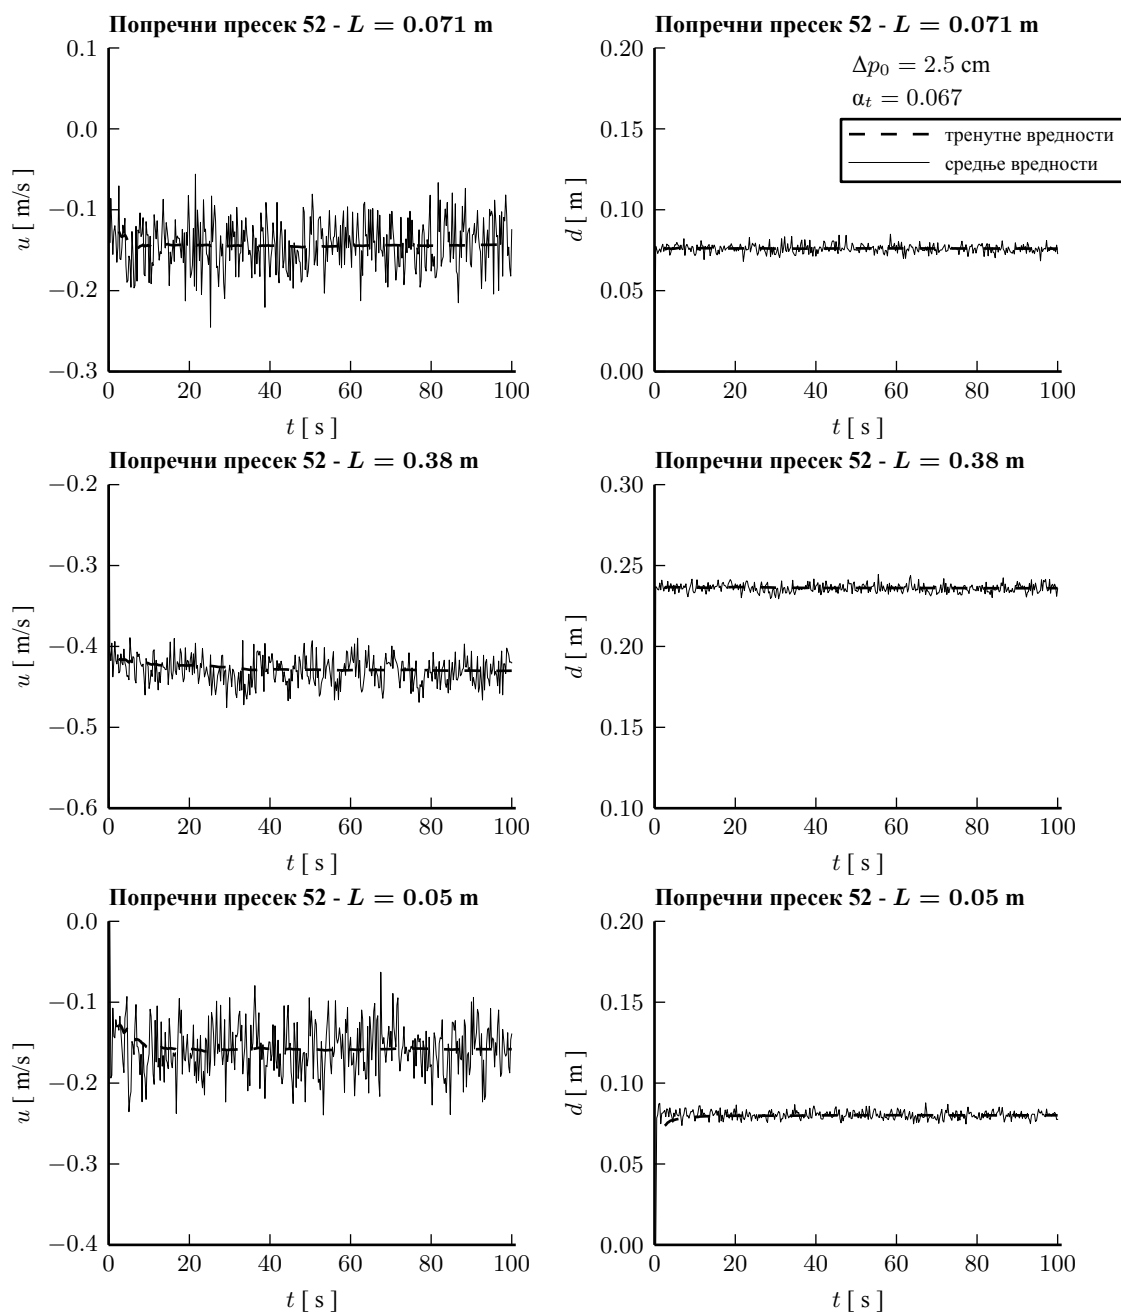 Попречни пресек 52 - L = 0.071 m
0.1
0.0
−0.1
−0.2
−0.3
u [ m/s ]
0 20 40 60 80 100
t [ s ]
Попречни пресек 52 - L = 0.071 m
Δp₀ = 2.5 cm
αₜ = 0.067
тренутне вредности
средње вредности
0.20
0.15
0.10
0.05
0.00
d [ m ]
0 20 40 60 80 100
t [ s ]
Попречни пресек 52 - L = 0.38 m
−0.2
−0.3
−0.4
−0.5
−0.6
u [ m/s ]
0 20 40 60 80 100
t [ s ]
Попречни пресек 52 - L = 0.38 m
0.30
0.25
0.20
0.15
0.10
d [ m ]
0 20 40 60 80 100
t [ s ]
Попречни пресек 52 - L = 0.05 m
0.0
−0.1
−0.2
−0.3
−0.4
u [ m/s ]
0 20 40 60 80 100
t [ s ]
Попречни пресек 52 - L = 0.05 m
0.20
0.15
0.10
0.05
0.00
d [ m ]
0 20 40 60 80 100
t [ s ]